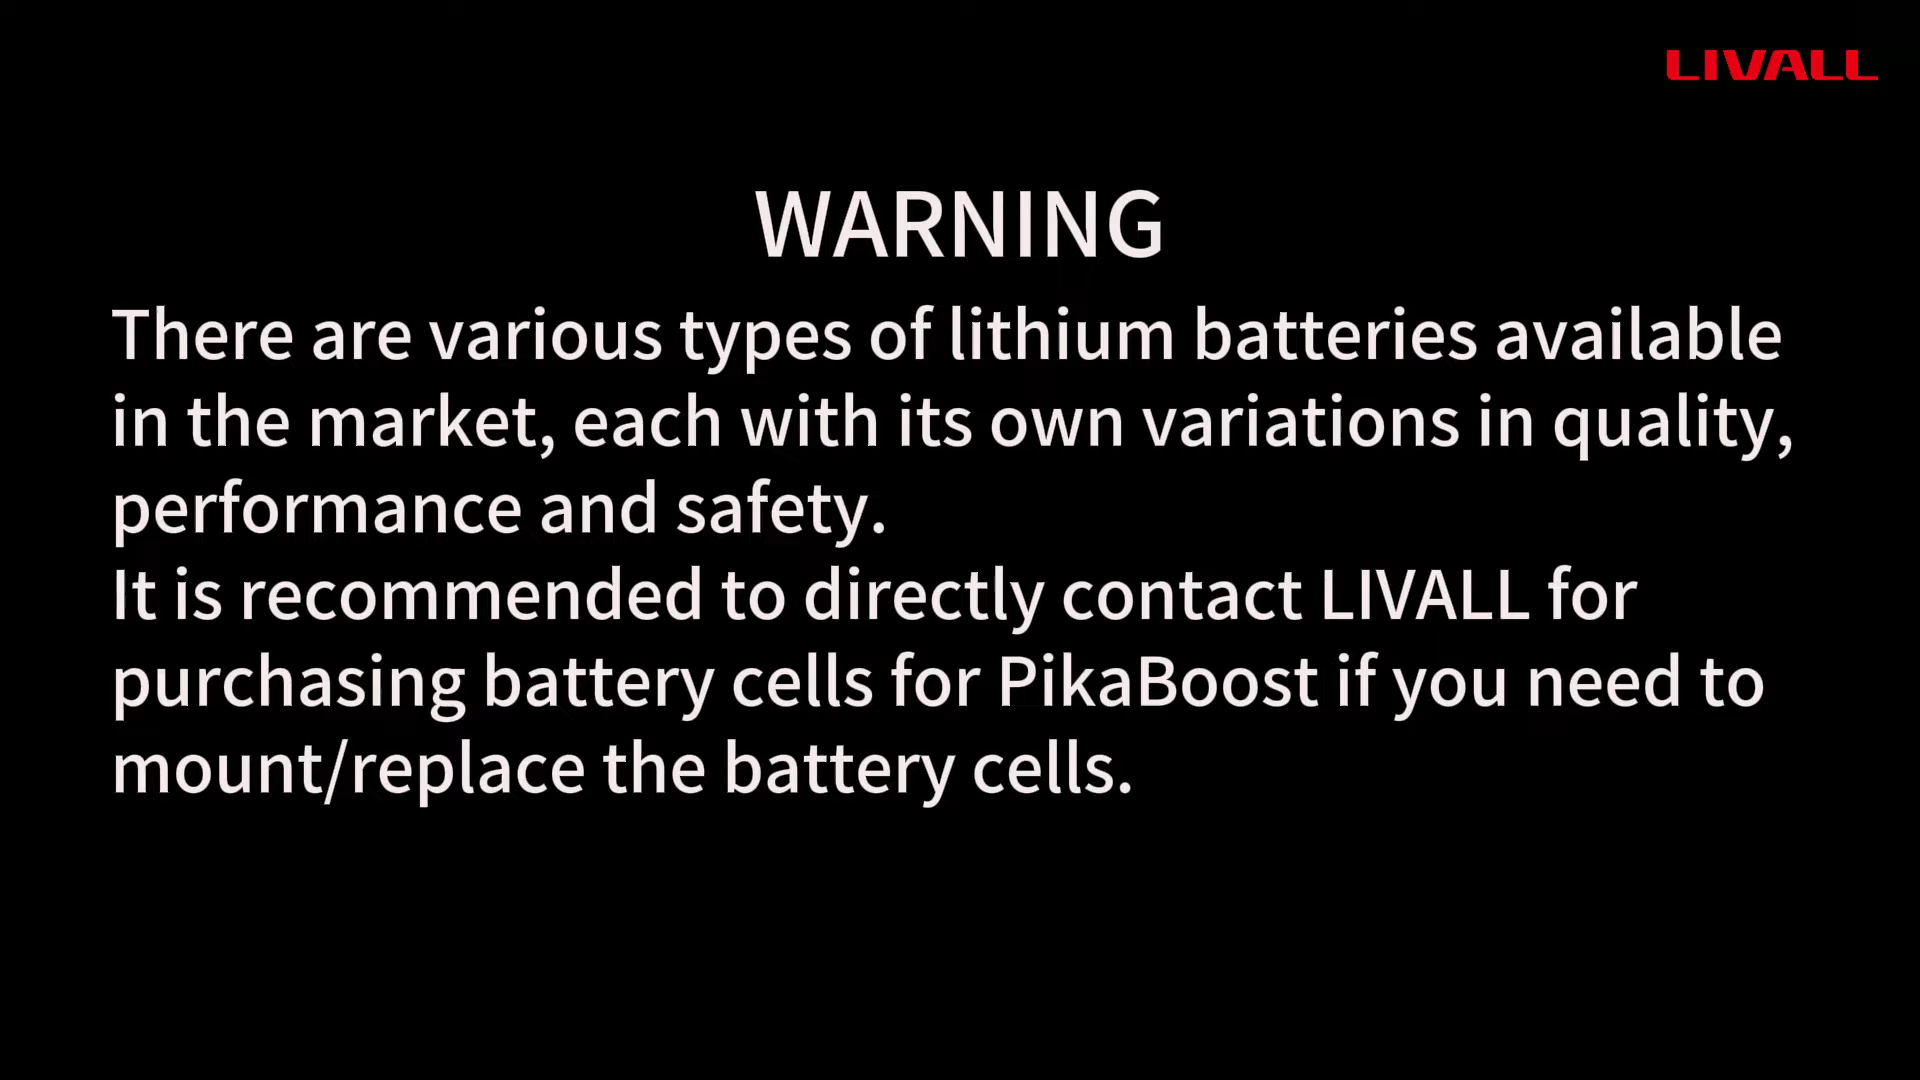 LIVALL
WARNING
There are various types of lithium batteries available
in the market, each with its own variations in quality,
performance and safety.
It is recommended to directly contact LIVALL for
purchasing battery cells for PikaBoost if you need to
mount/replace the battery cells.